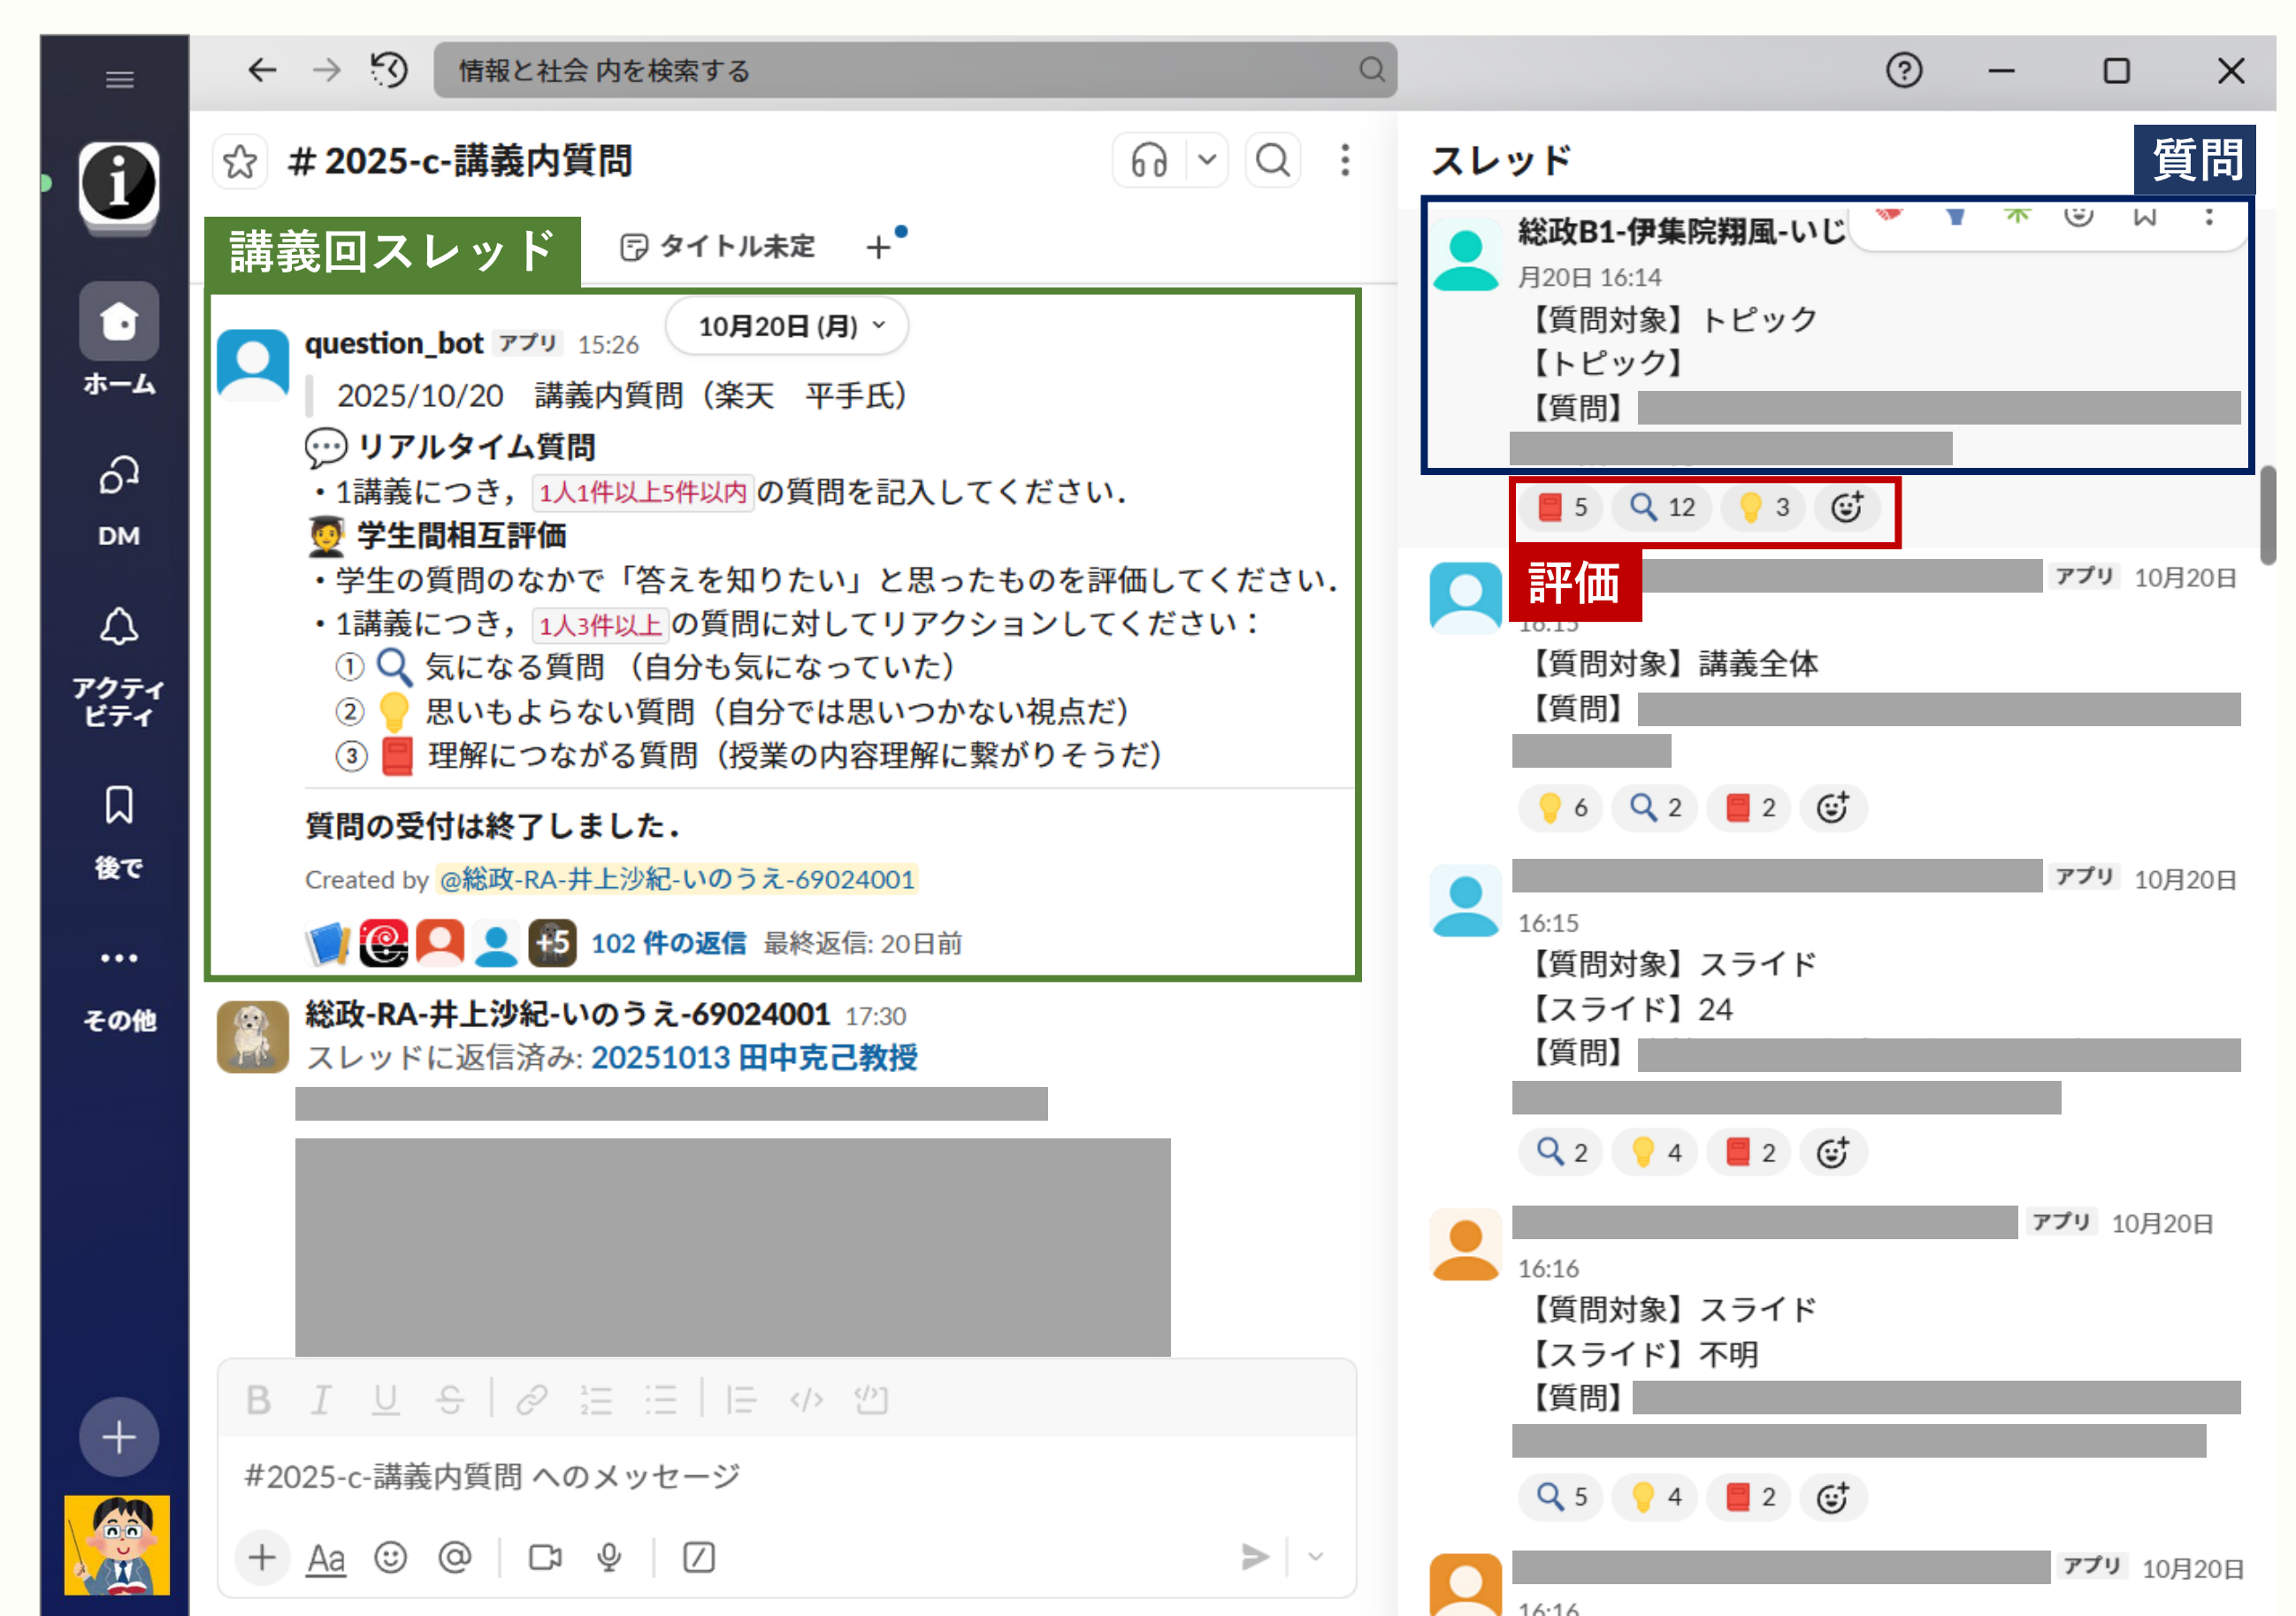 情報と社会 内を検索する
ホーム
DM
アクティ
ビティ
後で
その他
# 2025-c-講義内質問
講義回スレッド
タイトル未定
10月20日 (月)
question_bot アプリ 15:26
2025/10/20 講義内質問（楽天 平手氏）
リアルタイム質問
・1講義につき，1人1件以上5件以内の質問を記入してください．
学生間相互評価
・学生の質問のなかで「答えを知りたい」と思ったものを評価してください．
・1講義につき，1人3件以上の質問に対してリアクションしてください：
① 気になる質問 （自分も気になっていた）
② 思いもよらない質問（自分では思いつかない視点だ）
③ 理解につながる質問（授業の内容理解に繋がりそうだ）
質問の受付は終了しました．
Created by @総政-RA-井上沙紀-いのうえ-69024001
+5 102 件の返信 最終返信: 20日前
総政-RA-井上沙紀-いのうえ-69024001 17:30
スレッドに返信済み: 20251013 田中克己教授
#2025-c-講義内質問 へのメッセージ
スレッド
質問
総政B1-伊集院翔風-いじ
月20日 16:14
【質問対象】トピック
【トピック】
【質問】
5 12 3
評価
アプリ 10月20日
16:15
【質問対象】講義全体
【質問】
6 2 2
アプリ 10月20日
16:15
【質問対象】スライド
【スライド】24
【質問】
2 4 2
アプリ 10月20日
16:16
【質問対象】スライド
【スライド】不明
【質問】
5 4 2
アプリ 10月20日
16:16